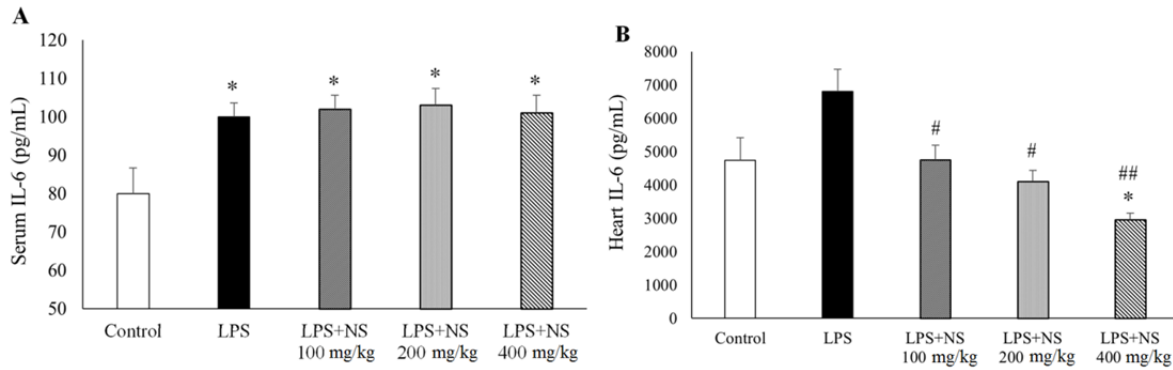 A
120
110
100
90
80
70
60
50
Serum IL-6 (pg/mL)
*
*
*
*
Control
LPS
LPS+NS
100 mg/kg
LPS+NS
200 mg/kg
LPS+NS
400 mg/kg
B
8000
7000
6000
5000
4000
3000
2000
1000
0
Heart IL-6 (pg/mL)
#
#
##
*
Control
LPS
LPS+NS
100 mg/kg
LPS+NS
200 mg/kg
LPS+NS
400 mg/kg